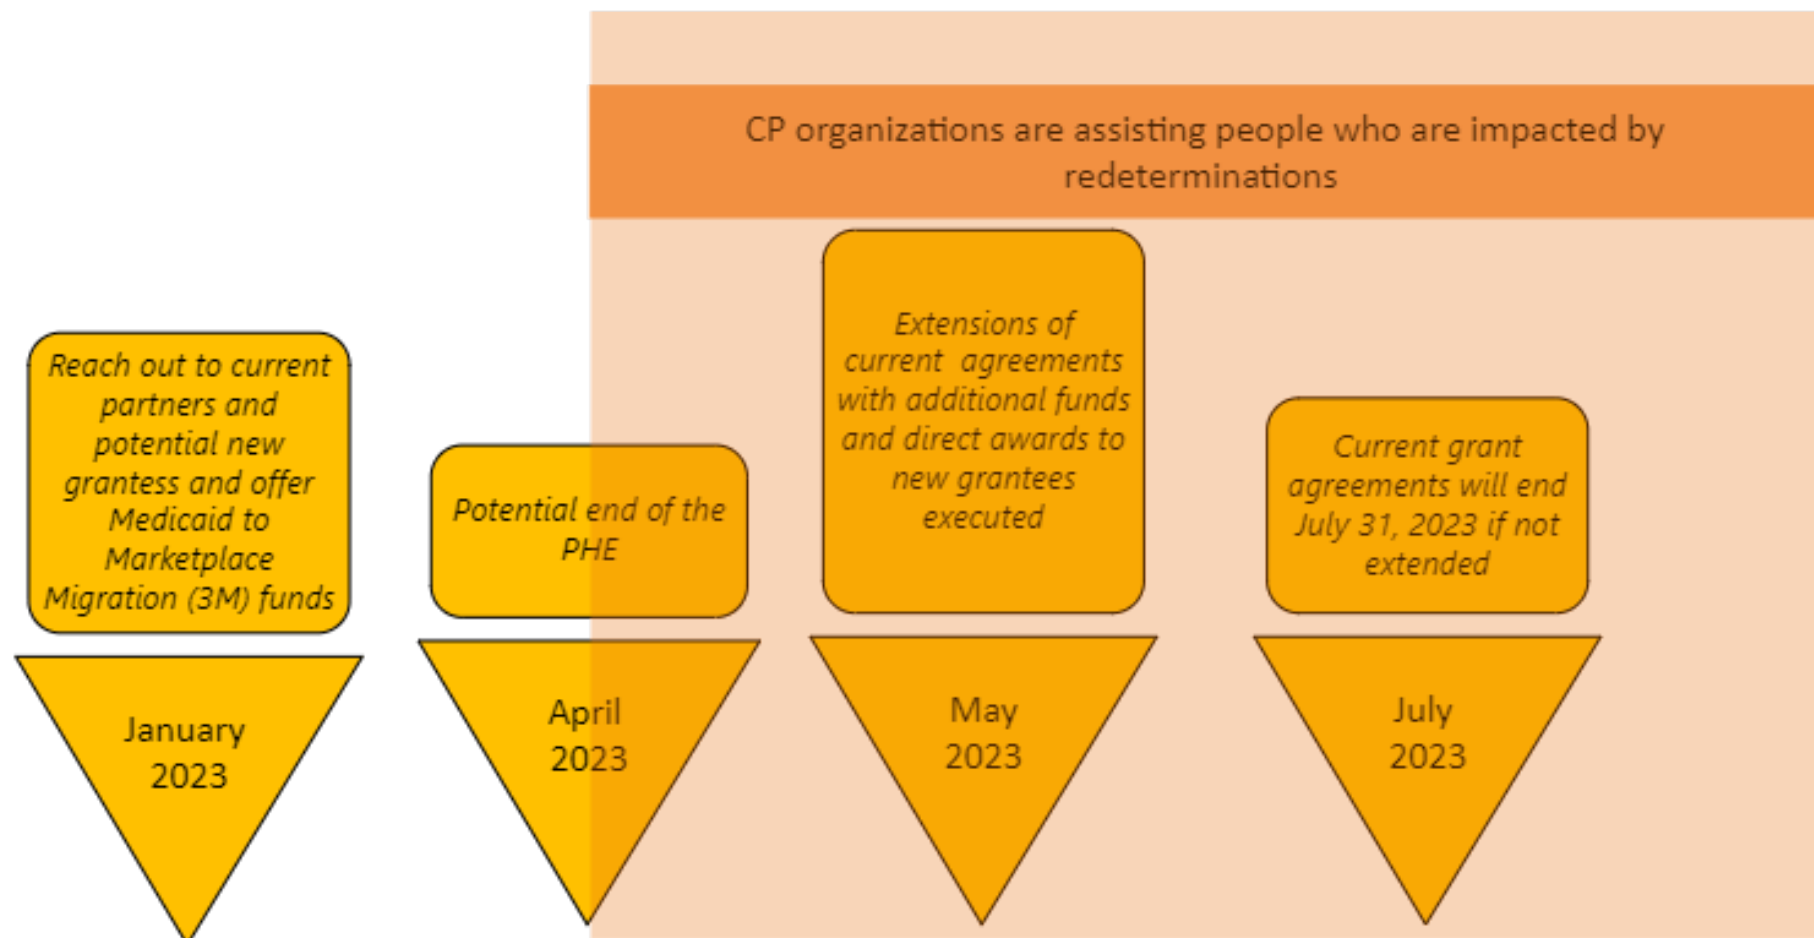 CP organizations are assisting people who are impacted by
redeterminations
Reach out to current
partners and
potential new
grantess and offer
Medicaid to
Marketplace
Migration (3M) funds
Potential end of the
PHE
Extensions of
current agreements
with additional funds
and direct awards to
new grantees
executed
Current grant
agreements will end
July 31, 2023 if not
extended
January
2023
April
2023
May
2023
July
2023